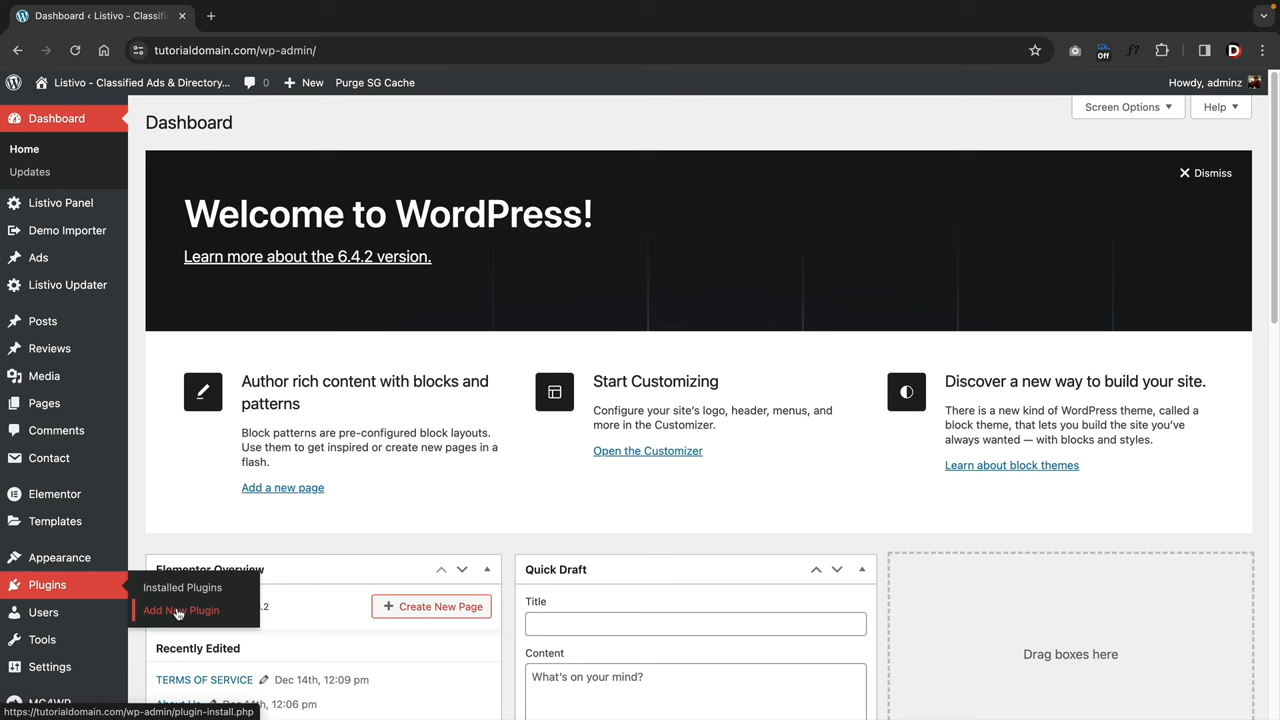 Dashboard ‹ Listivo - Classifi
tutorialdomain.com/wp-admin/
Off
f?
D
Listivo - Classified Ads & Directory...
0
New
Purge SG Cache
Howdy, adminz
Dashboard
Home
Updates
Listivo Panel
Demo Importer
Ads
Listivo Updater
Posts
Reviews
Media
Pages
Comments
Contact
Elementor
Templates
Appearance
Plugins
Users
Tools
Settings
MC4WP
Installed Plugins
Add New Plugin
Screen Options
Help
Dashboard
Dismiss
Welcome to WordPress!
Learn more about the 6.4.2 version.
Author rich content with blocks and
patterns
Block patterns are pre-configured block layouts.
Use them to get inspired or create new pages in a
flash.
Add a new page
Start Customizing
Configure your site's logo, header, menus, and
more in the Customizer.
Open the Customizer
Discover a new way to build your site.
There is a new kind of WordPress theme, called a
block theme, that lets you build the site you've
always wanted — with blocks and styles.
Learn about block themes
Elementor Overview
.2
Create New Page
Recently Edited
TERMS OF SERVICE Dec 14th, 12:09 pm
About Us Dec 14th, 12:06 pm
Quick Draft
Title
Content
What's on your mind?
Drag boxes here
https://tutorialdomain.com/wp-admin/plugin-install.php